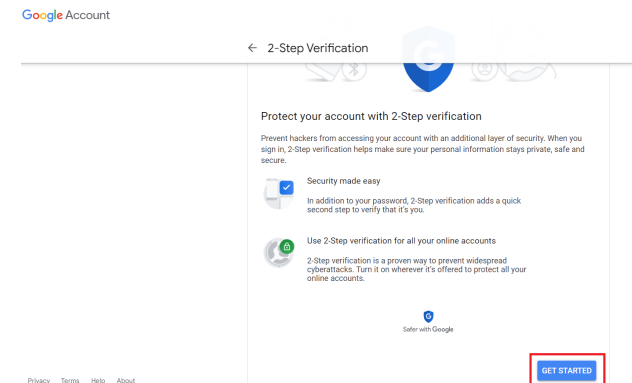 Google Account
← 2-Step Verification
Protect your account with 2-Step verification
Prevent hackers from accessing your account with an additional layer of security. When you
sign in, 2-Step verification helps make sure your personal information stays private, safe and
secure.
Security made easy
In addition to your password, 2-Step verification adds a quick
second step to verify that it's you.
Use 2-Step verification for all your online accounts
2-Step verification is a proven way to prevent widespread
cyberattacks. Turn it on wherever it's offered to protect all your
online accounts.
G
Safer with Google
GET STARTED
Privacy Terms Help About